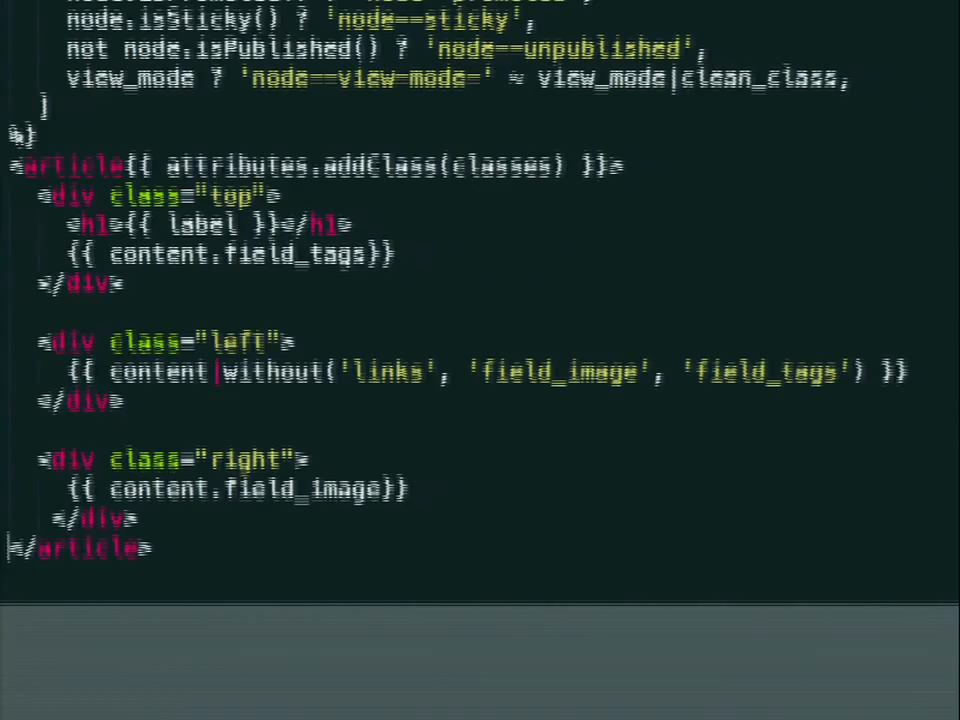 node.isSticky() ? 'node--sticky',
not node.isPublished() ? 'node--unpublished',
view_mode ? 'node--view-mode-' ~ view_mode|clean_class,
]
%}
<article{{ attributes.addClass(classes) }}>
<div class="top">
<h1>{{ label }}</h1>
{{ content.field_tags}}
</div>
<div class="left">
{{ content|without('links', 'field_image', 'field_tags') }}
</div>
<div class="right">
{{ content.field_image}}
</div>
</article>